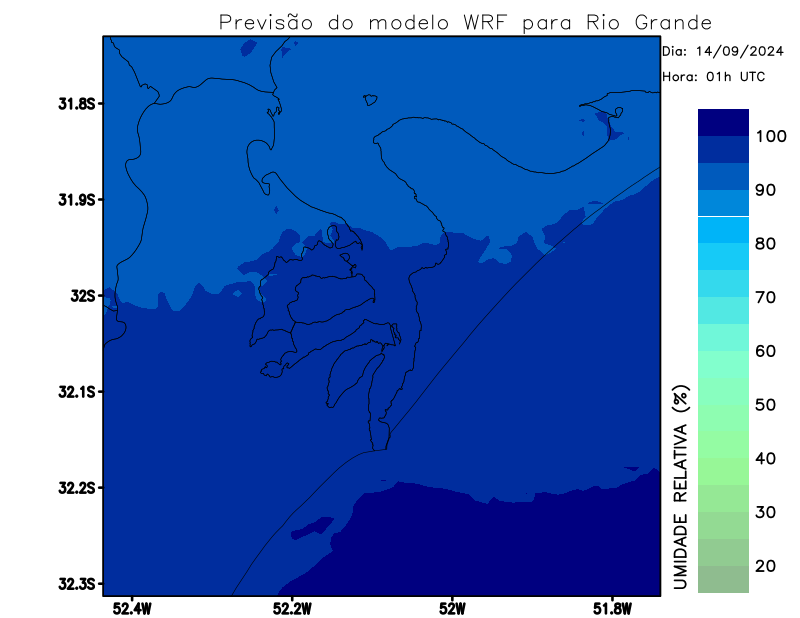 Previsão do modelo WRF para Rio Grande
Dia: 14/09/2024
Hora: 01h UTC
31.8S
31.9S
32S
32.1S
32.2S
32.3S
52.4W
52.2W
52W
51.8W
UMIDADE RELATIVA (%)
100
90
80
70
60
50
40
30
20